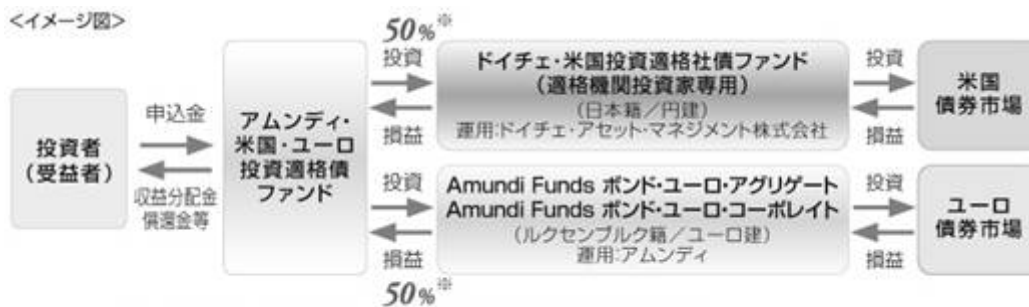 <イメージ図>
投資者
(受益者)
申込金
収益分配金
償還金等
アムンディ・
米国・ユーロ
投資適格債
ファンド
50%※
投資
損益
ドイチェ・米国投資適格社債ファンド
(適格機関投資家専用)
(日本籍/円建)
運用:ドイチェ・アセット・マネジメント株式会社
投資
損益
米国
債券市場
投資
損益
50%※
Amundi Funds ボンド・ユーロ・アグリゲート
Amundi Funds ボンド・ユーロ・コーポレイト
(ルクセンブルク籍/ユーロ建)
運用:アムンディ
投資
損益
ユーロ
債券市場